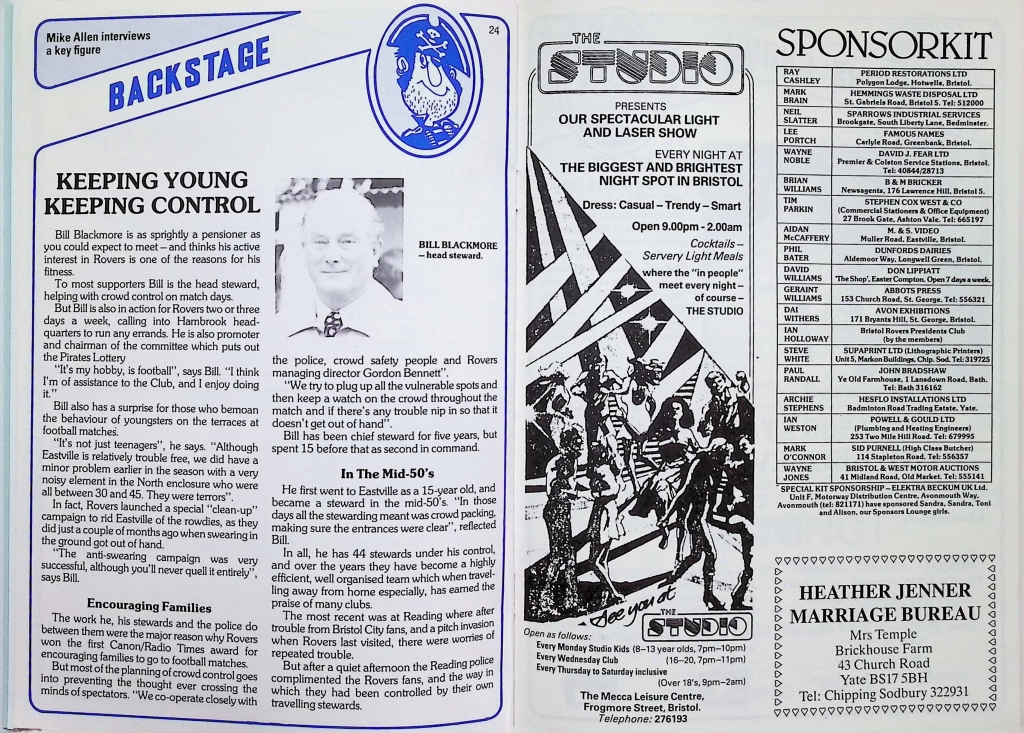 Mike Allen interviews
a key figure
24
BACKSTAGE
KEEPING YOUNG
KEEPING CONTROL
Bill Blackmore is as sprightly a pensioner as
you could expect to meet – and thinks his active
interest in Rovers is one of the reasons for his
fitness.
To most supporters Bill is the head steward,
helping with crowd control on match days.
But Bill is also in action for Rovers two or three
days a week, calling into Hambrook head-
quarters to run any errands. He is also promoter
and chairman of the committee which puts out
the Pirates Lottery
"It's my hobby, is football", says Bill. "I think
I'm of assistance to the Club, and I enjoy doing
it."
Bill also has a surprise for those who bemoan
the behaviour of youngsters on the terraces at
football matches.
"It's not just teenagers", he says. "Although
Eastville is relatively trouble free, we did have a
minor problem earlier in the season with a very
noisy element in the North enclosure who were
all between 30 and 45. They were terrors".
In fact, Rovers launched a special "clean-up"
campaign to rid Eastville of the rowdies, as they
did just a couple of months ago when swearing in
the ground got out of hand.
"The anti-swearing campaign was very
successful, although you'll never quell it entirely",
says Bill.
Encouraging Families
The work he, his stewards and the police do
between them were the major reason why Rovers
won the first Canon/Radio Times award for
encouraging families to go to football matches.
But most of the planning of crowd control goes
into preventing the thought ever crossing the
minds of spectators. "We co-operate closely with
BILL BLACKMORE
– head steward.
the police, crowd safety people and Rovers
managing director Gordon Bennett".
"We try to plug up all the vulnerable spots and
then keep a watch on the crowd throughout the
match and if there's any trouble nip in so that it
doesn't get out of hand".
Bill has been chief steward for five years, but
spent 15 before that as second in command.
In The Mid-50's
He first went to Eastville as a 15-year old, and
became a steward in the mid-50's. "In those
days all the stewarding meant was crowd packing,
making sure the entrances were clear", reflected
Bill.
In all, he has 44 stewards under his control,
and over the years they have become a highly
efficient, well organised team which when travel-
ling away from home especially, has earned the
praise of many clubs.
The most recent was at Reading where after
trouble from Bristol City fans, and a pitch invasion
when Rovers last visited, there were worries of
repeated trouble.
But after a quiet afternoon the Reading police
complimented the Rovers fans, and the way in
which they had been controlled by their own
travelling stewards.
THE
STUDIO
PRESENTS
OUR SPECTACULAR LIGHT
AND LASER SHOW
EVERY NIGHT AT
THE BIGGEST AND BRIGHTEST
NIGHT SPOT IN BRISTOL
Dress: Casual – Trendy – Smart
Open 9.00pm - 2.00am
Cocktails –
Servery Light Meals
where the "in people"
meet every night –
of course –
THE STUDIO
See you at
THE
STUDIO
Open as follows:
Every Monday Studio Kids (8–13 year olds, 7pm–10pm)
Every Wednesday Club (16–20, 7pm–11pm)
Every Thursday to Saturday inclusive
(Over 18's, 9pm–2am)
The Mecca Leisure Centre,
Frogmore Street, Bristol.
Telephone: 276193
SPONSORKIT
RAY CASHLEY PERIOD RESTORATIONS LTD
Polygon Lodge, Hotwells, Bristol.
MARK BRAIN HEMMINGS WASTE DISPOSAL LTD
St. Gabriels Road, Bristol 5. Tel: 512000
NEIL SLATTER SPARROWS INDUSTRIAL SERVICES
Brookgate, South Liberty Lane, Bedminster.
LEE PORTCH FAMOUS NAMES
Carlyle Road, Greenbank, Bristol.
WAYNE NOBLE DAVID J. FEAR LTD
Premier & Colston Service Stations, Bristol.
Tel: 40844/28713
BRIAN WILLIAMS B & M BRICKER
Newsagents, 176 Lawrence Hill, Bristol 5.
TIM PARKIN STEPHEN COX WEST & CO
(Commercial Stationers & Office Equipment)
27 Brook Gate, Ashton Vale. Tel: 665197
AIDAN McCAFFERY M. & S. VIDEO
Muller Road, Eastville, Bristol.
PHIL BATER DUNFORDS DAIRIES
Aldemoor Way, Longwell Green, Bristol.
DAVID WILLIAMS DON LIPPIATT
'The Shop', Easter Compton. Open 7 days a week.
GERAINT WILLIAMS ABBOTS PRESS
153 Church Road, St. George. Tel: 556321
DAI WITHERS AVON EXHIBITIONS
171 Bryants Hill, St. George, Bristol.
IAN HOLLOWAY Bristol Rovers Presidents Club
(by the members)
STEVE WHITE SUPAPRINT LTD (Lithographic Printers)
Unit 5, Markon Buildings, Chip. Sod. Tel: 319725
PAUL RANDALL JOHN BRADSHAW
Ye Old Farmhouse, 1 Lansdown Road, Bath.
Tel: Bath 316162
ARCHIE STEPHENS HESFLO INSTALLATIONS LTD
Badminton Road Trading Estate, Yate.
IAN WESTON POWELL & GOULD LTD
(Plumbing and Heating Engineers)
253 Two Mile Hill Road. Tel: 679995
MARK O'CONNOR SID PURNELL (High Class Butcher)
114 Stapleton Road. Tel: 556357
WAYNE JONES BRISTOL & WEST MOTOR AUCTIONS
41 Midland Road, Old Market. Tel: 555141
SPECIAL KIT SPONSORSHIP – ELEKTRA BECKUM UK Ltd.
Unit F, Motorway Distribution Centre, Avonmouth Way,
Avonmouth (tel: 821171) have sponsored Sandra, Sandra, Toni
and Alison, our Sponsors Lounge girls.
HEATHER JENNER
MARRIAGE BUREAU
Mrs Temple
Brickhouse Farm
43 Church Road
Yate BS17 5BH
Tel: Chipping Sodbury 322931